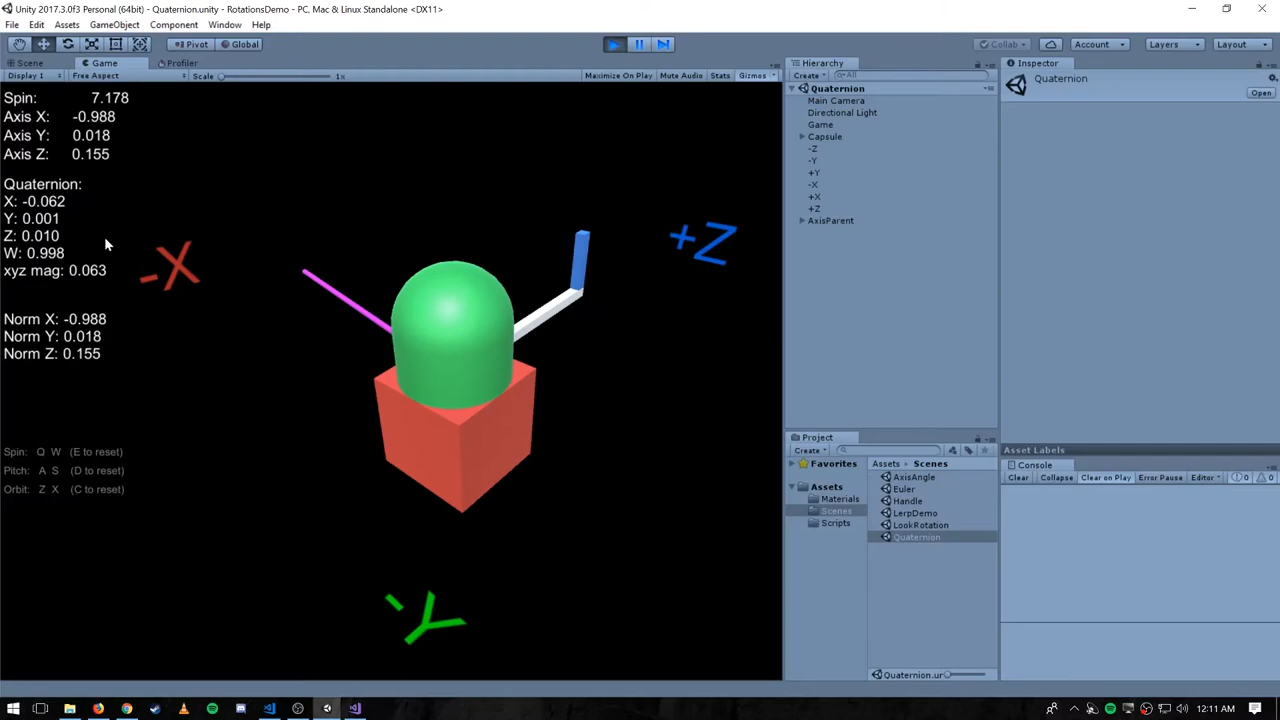 Unity 2017.3.0f3 Personal (64bit) - Quaternion.unity - RotationsDemo - PC, Mac & Linux Standalone <DX11>
File Edit Assets GameObject Component Window Help
Pivot Global Collab Account Layers Layout
Scene Game Profiler
Display 1 Free Aspect Scale 1x Maximize On Play Mute Audio Stats Gizmos
Spin: 7.178
Axis X: -0.988
Axis Y: 0.018
Axis Z: 0.155
Quaternion:
X: -0.062
Y: 0.001
Z: 0.010
W: 0.998
xyz mag: 0.063
Norm X: -0.988
Norm Y: 0.018
Norm Z: 0.155
Spin: Q W (E to reset)
Pitch: A S (D to reset)
Orbit: Z X (C to reset)
-X
+Z
-Y
Hierarchy
Create All
Quaternion
Main Camera
Directional Light
Game
Capsule
-Z
-Y
+Y
-X
+X
+Z
AxisParent
Project
Create
Favorites
Assets
Materials
Scenes
Scripts
Assets Scenes
AxisAngle
Euler
Handle
LerpDemo
LookRotation
Quaternion
Quaternion.ur
Inspector
Quaternion
Open
Asset Labels
Console
Clear Collapse Clear on Play Error Pause Editor 0 0
12:11 AM